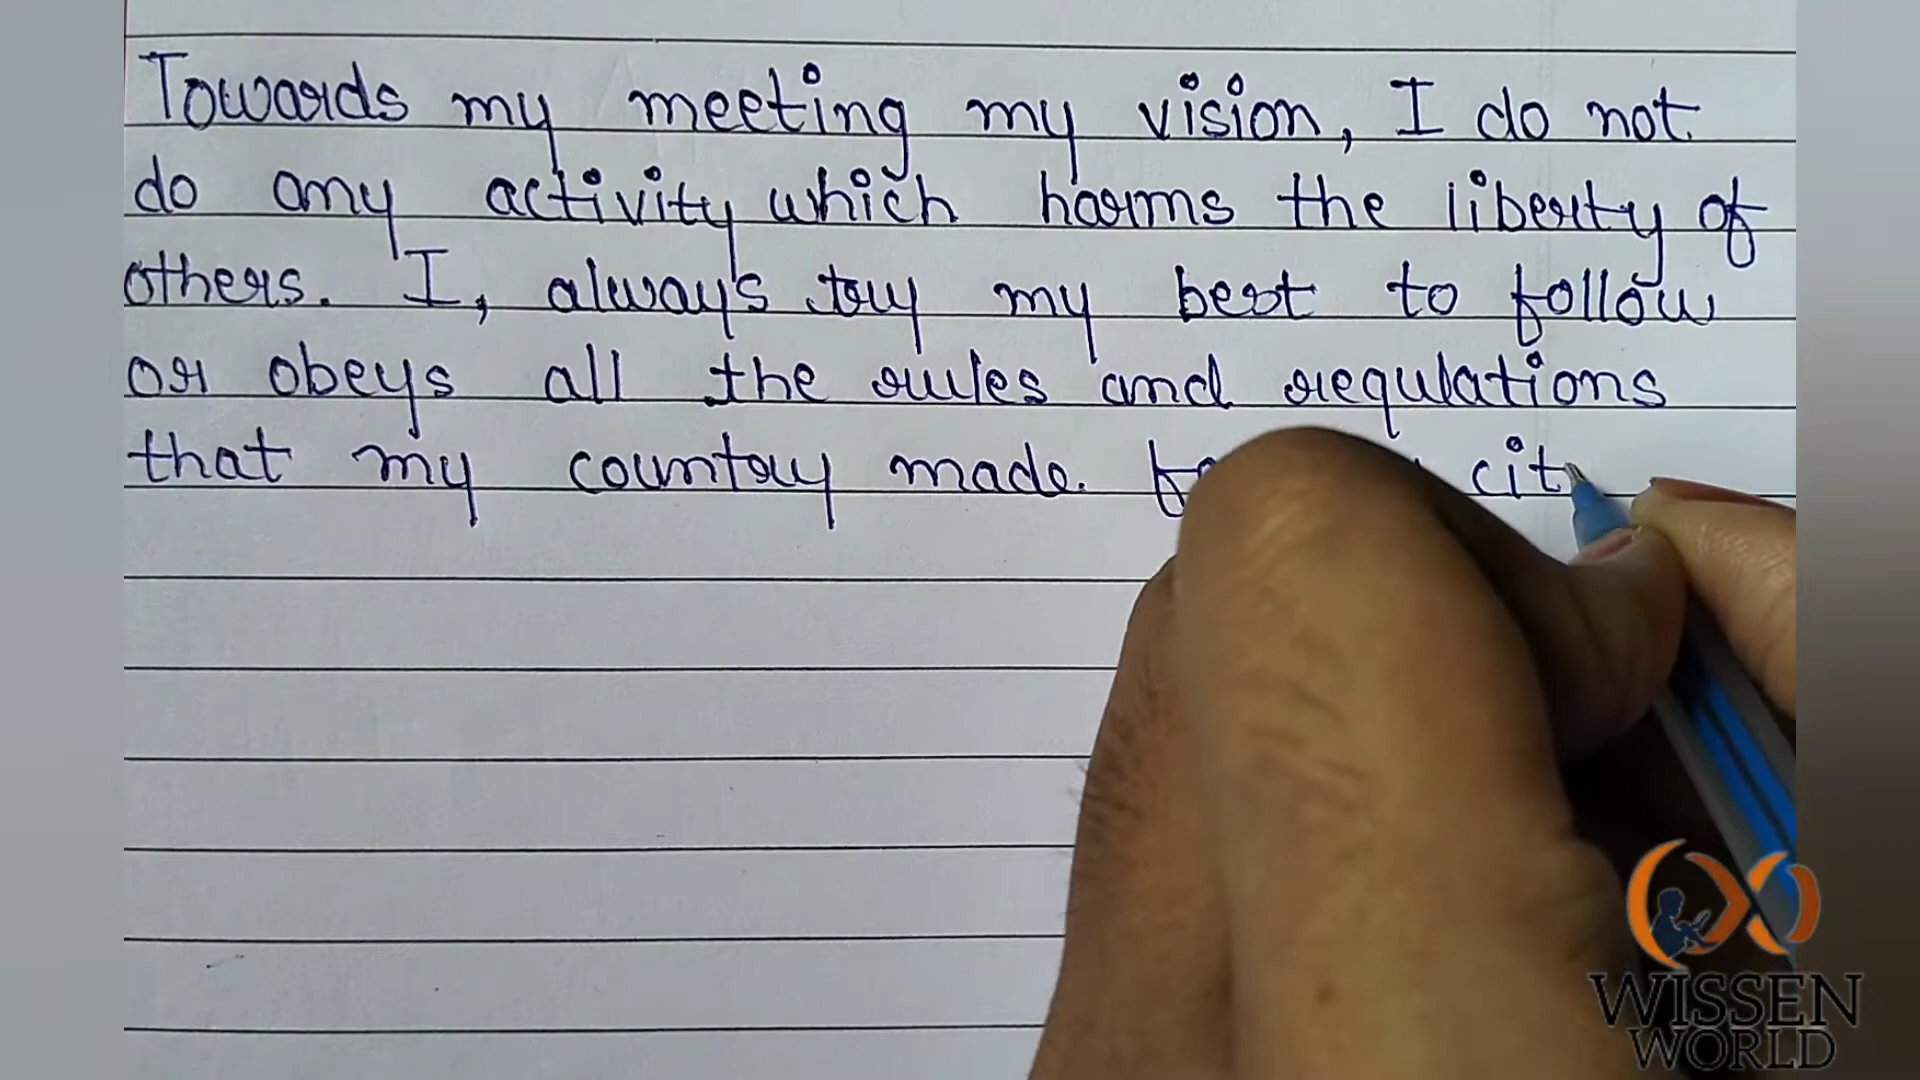 Towards my meeting my vision, I do not
do any activity which harms the liberty of
others. I, always try my best to follow
or obeys all the rules and regulations
that my country made
WISSEN
WORLD